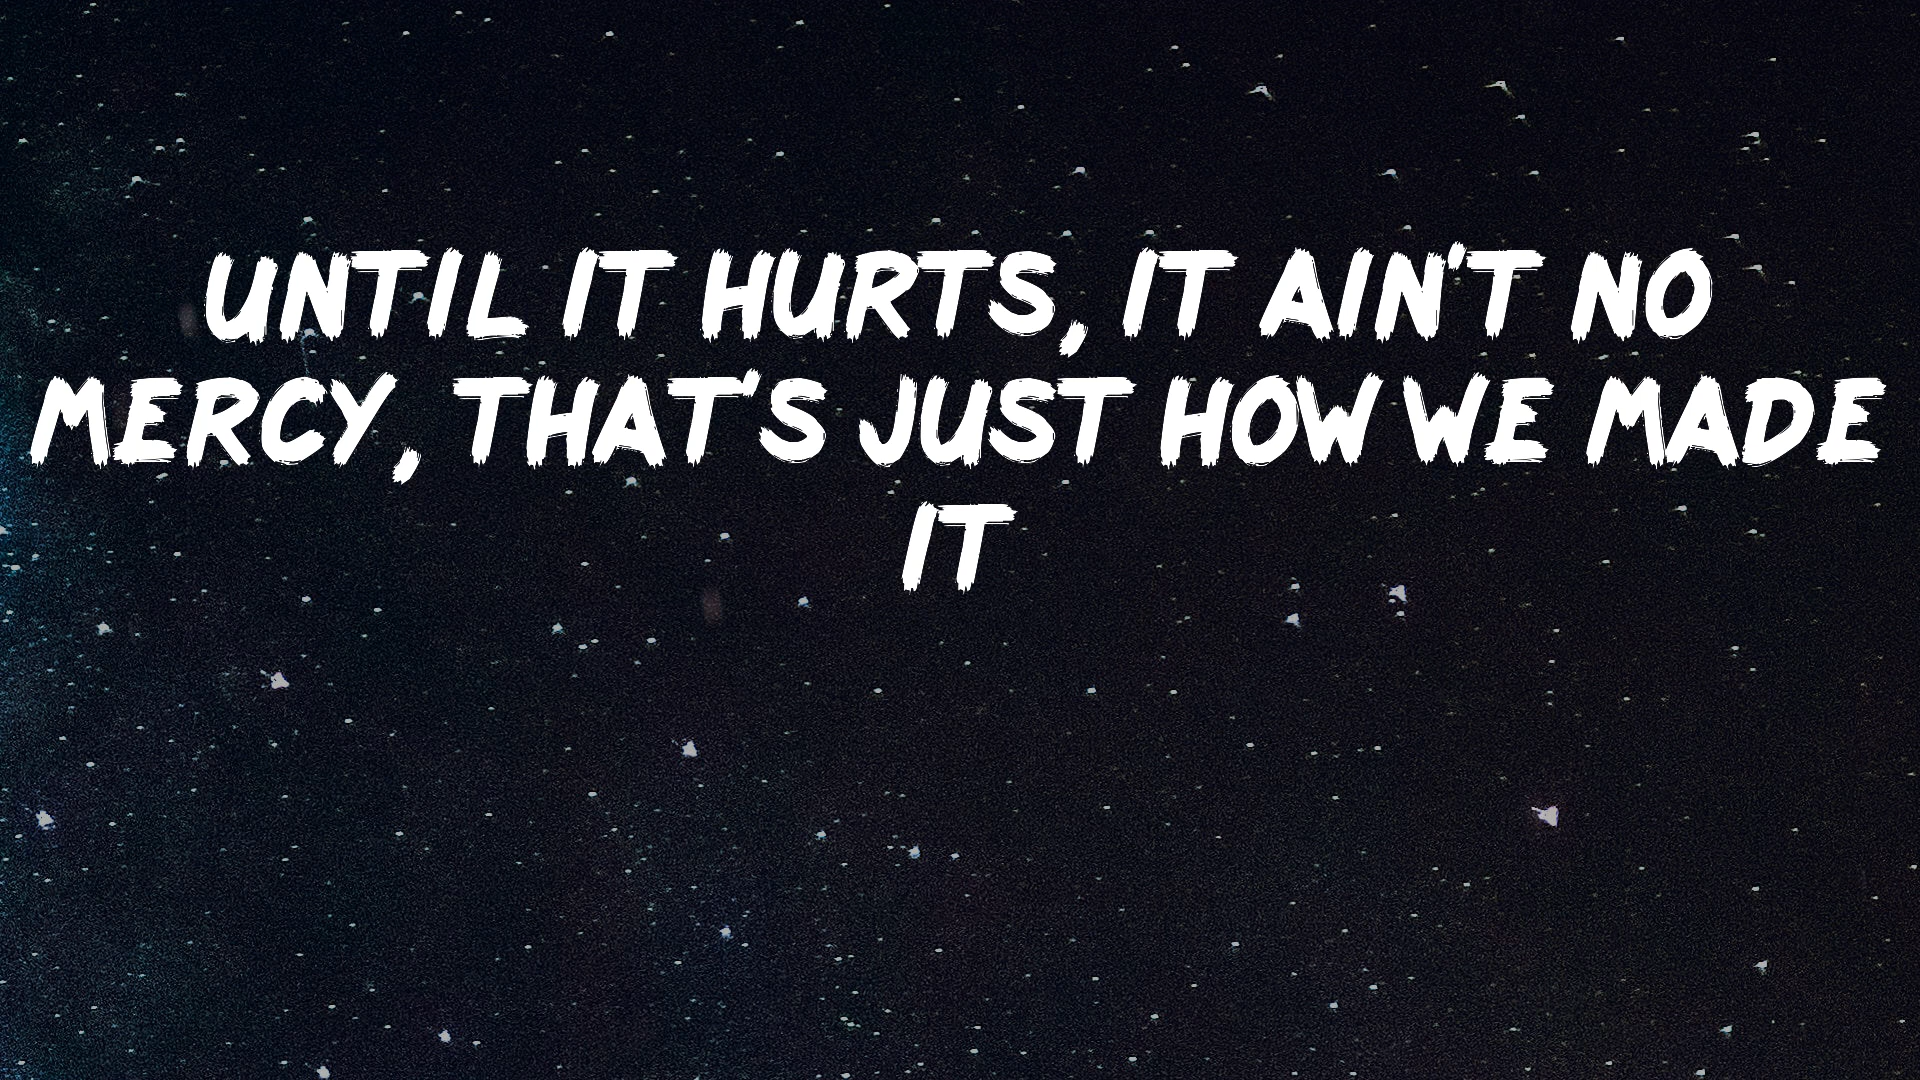 UNTIL IT HURTS, IT AIN'T NO
MERCY, THAT'S JUST HOW WE MADE
IT